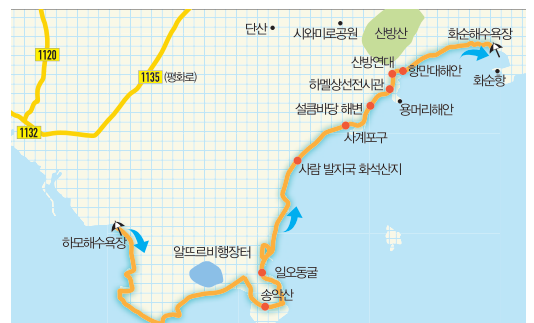 단산
시와미로공원
산방산
화순해수욕장
1120
산방연대
항만대해안
1135 (평화로)
하멜상선전시관
화순항
설큼바당 해변
용머리해안
1132
사계포구
사람 발자국 화석산지
하모해수욕장
알뜨르비행장터
일오동굴
송악산